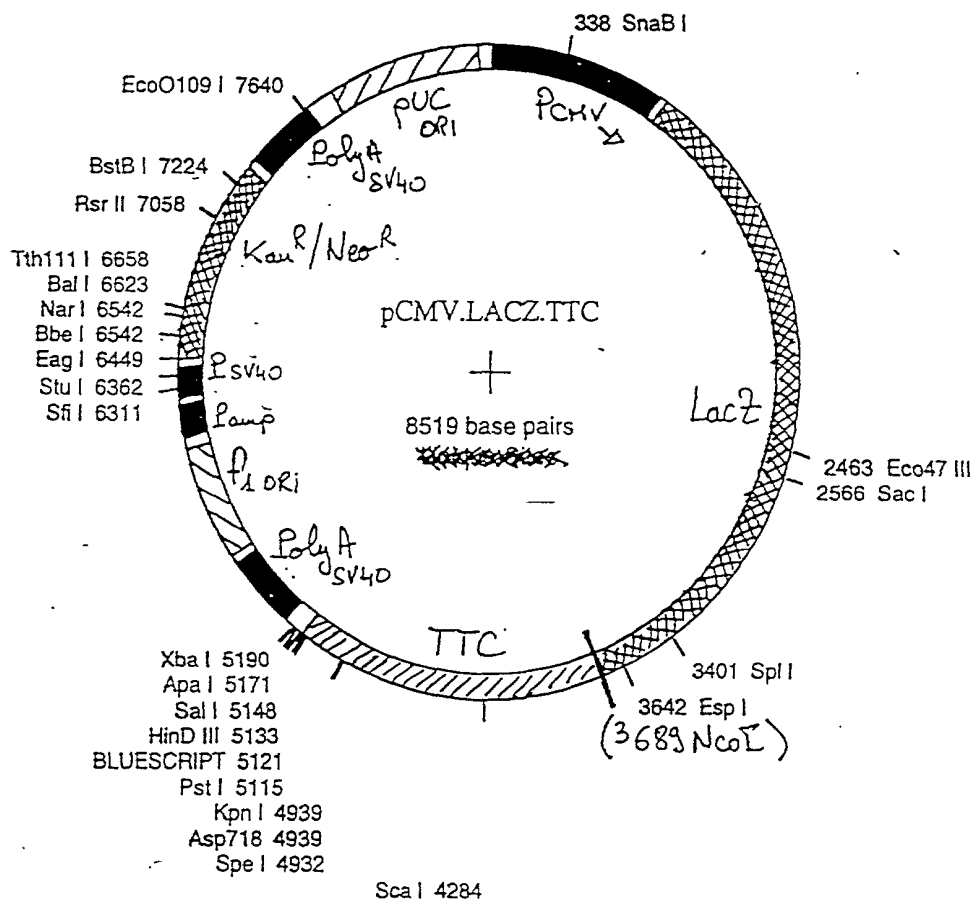 338 SnaB I
EcoO109 I 7640
pUC
ORI
PCMV
PolyA
SV40
BstB I 7224
Rsr II 7058
KanR/NeoR
Tth111 I 6658
Bal I 6623
Nar I 6542
Bbe I 6542
Eag I 6449
Stu I 6362
Sfi I 6311
PSV40
Pamp
f1 ORi
PolyA
SV40
pCMV.LACZ.TTC
8519 base pairs
LacZ
2463 Eco47 III
2566 Sac I
3401 Spl I
3642 Esp I
(3689 NcoI)
TTC
Xba I 5190
Apa I 5171
Sal I 5148
HinD III 5133
BLUESCRIPT 5121
Pst I 5115
Kpn I 4939
Asp718 4939
Spe I 4932
Sca I 4284